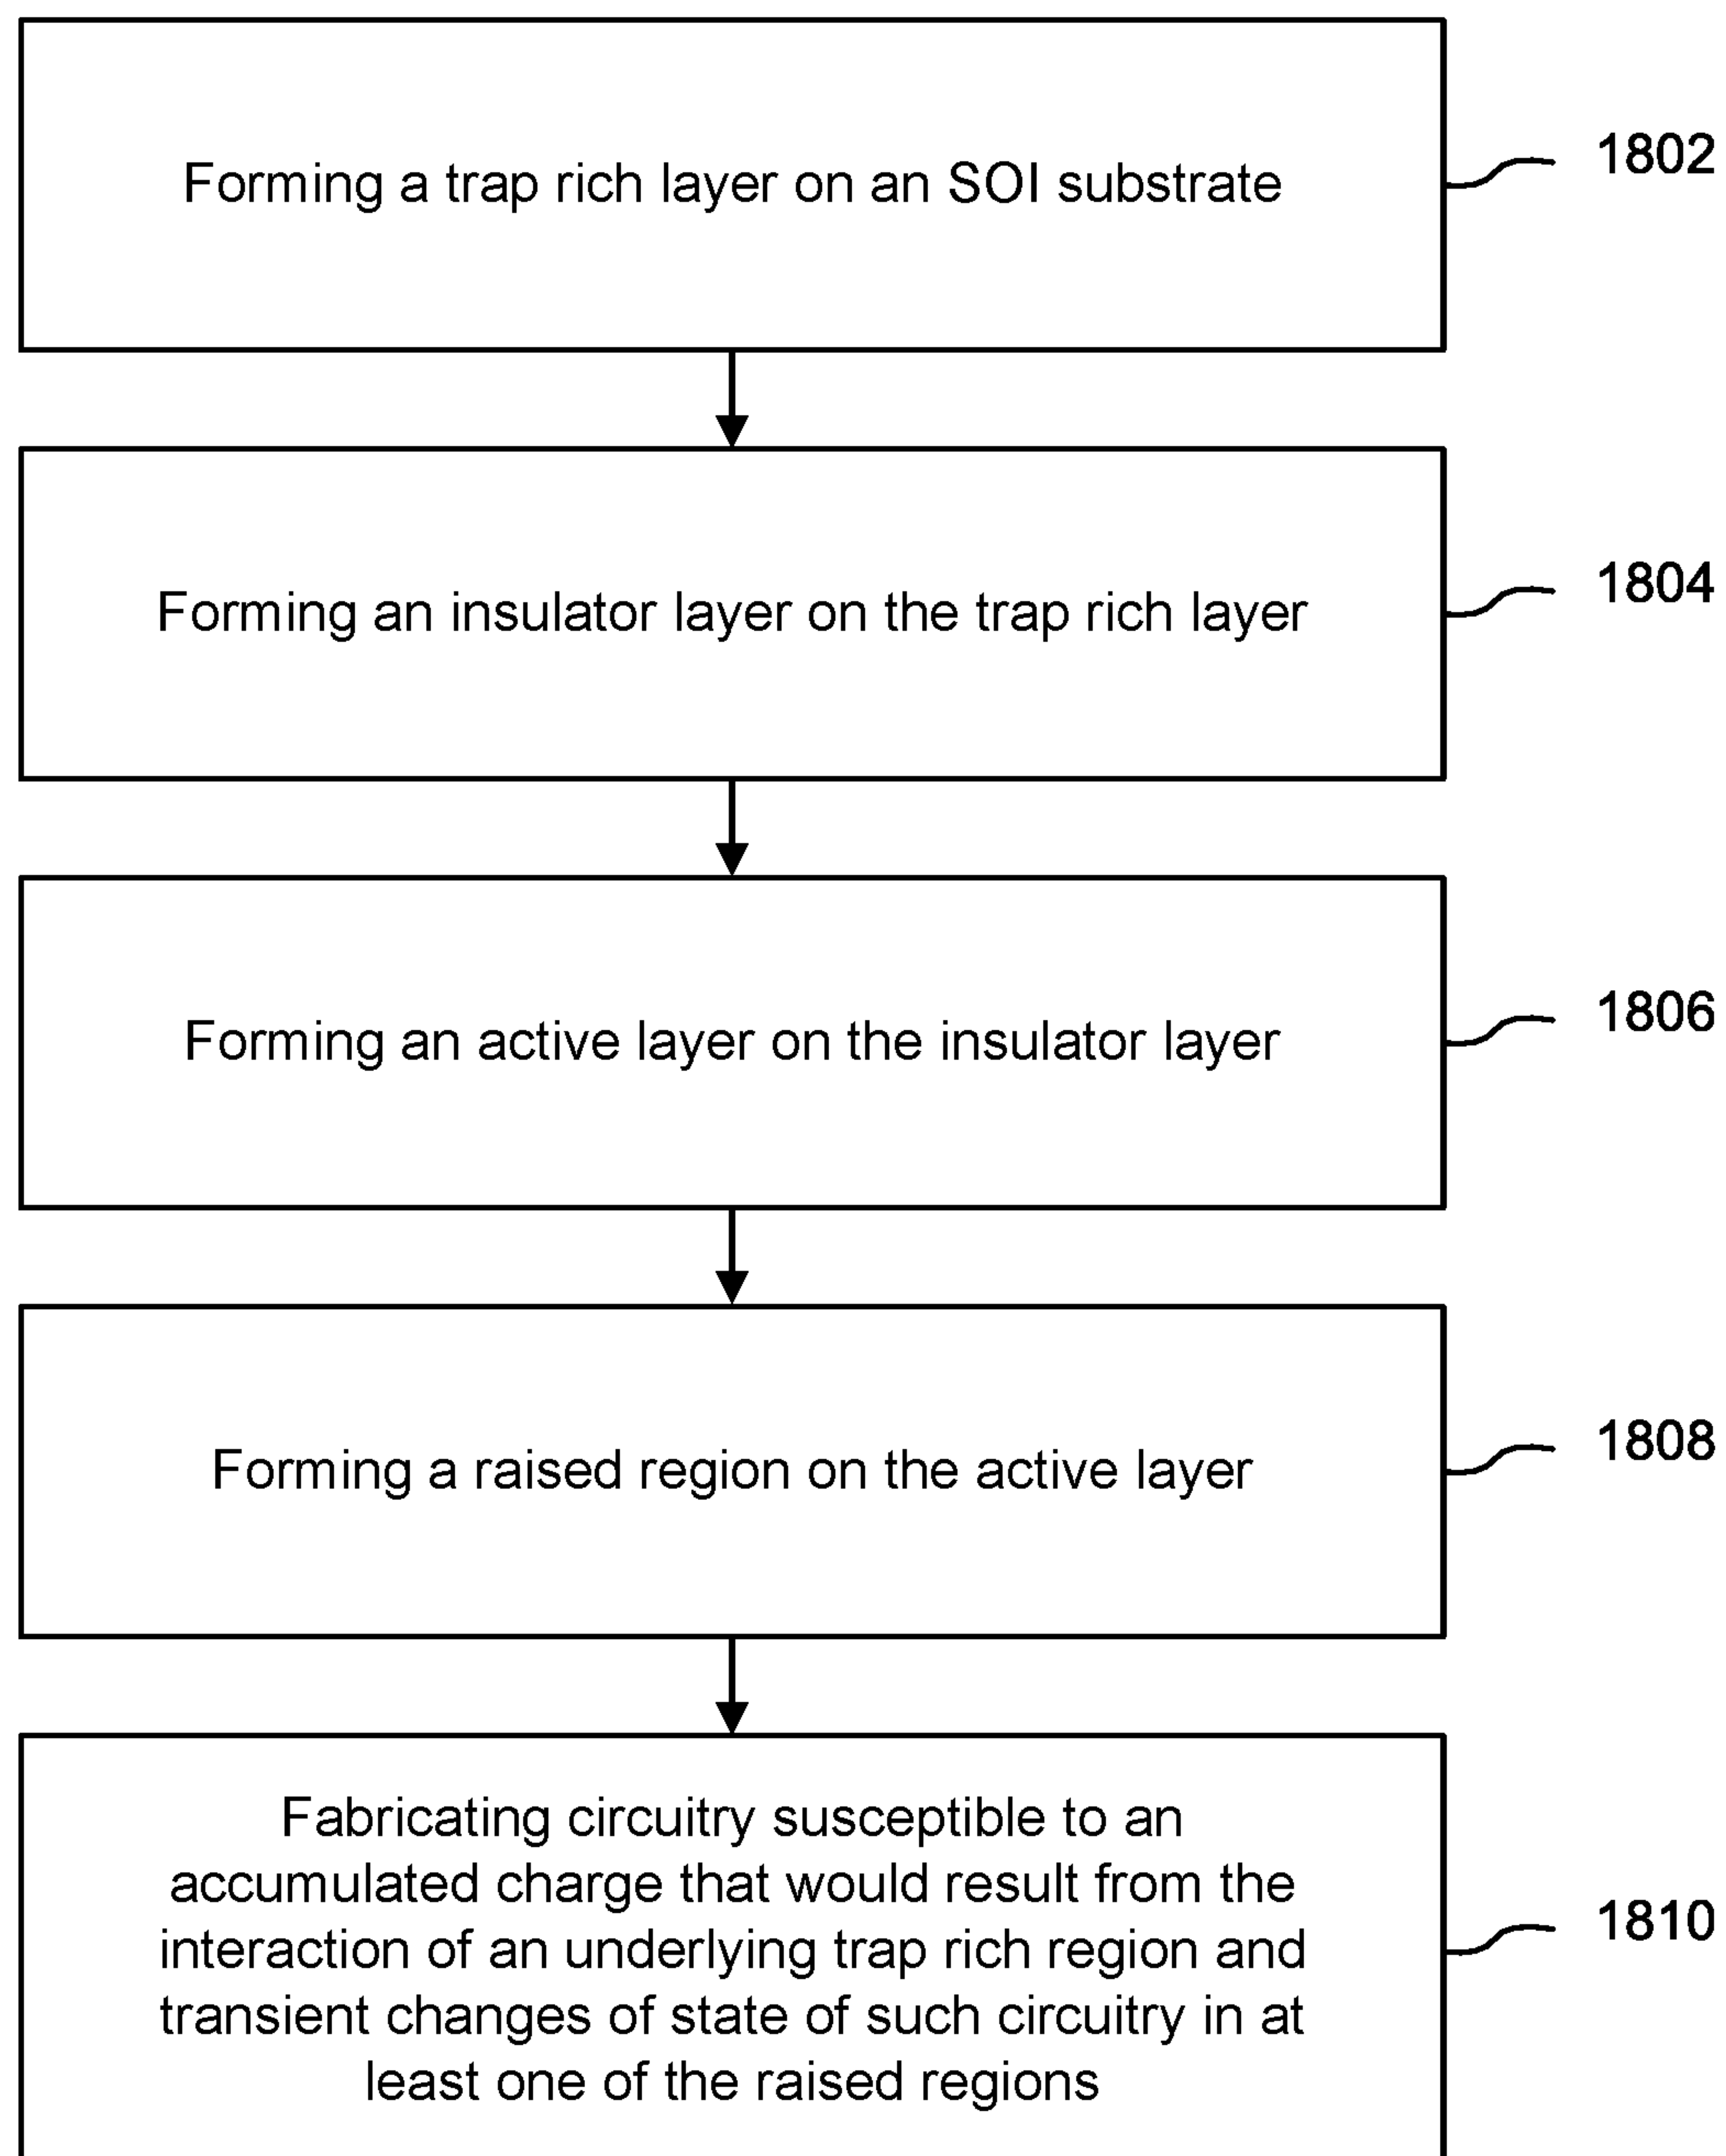 Forming a trap rich layer on an SOI substrate
1802
Forming an insulator layer on the trap rich layer
1804
Forming an active layer on the insulator layer
1806
Forming a raised region on the active layer
1808
Fabricating circuitry susceptible to an
accumulated charge that would result from the
interaction of an underlying trap rich region and
transient changes of state of such circuitry in at
least one of the raised regions
1810